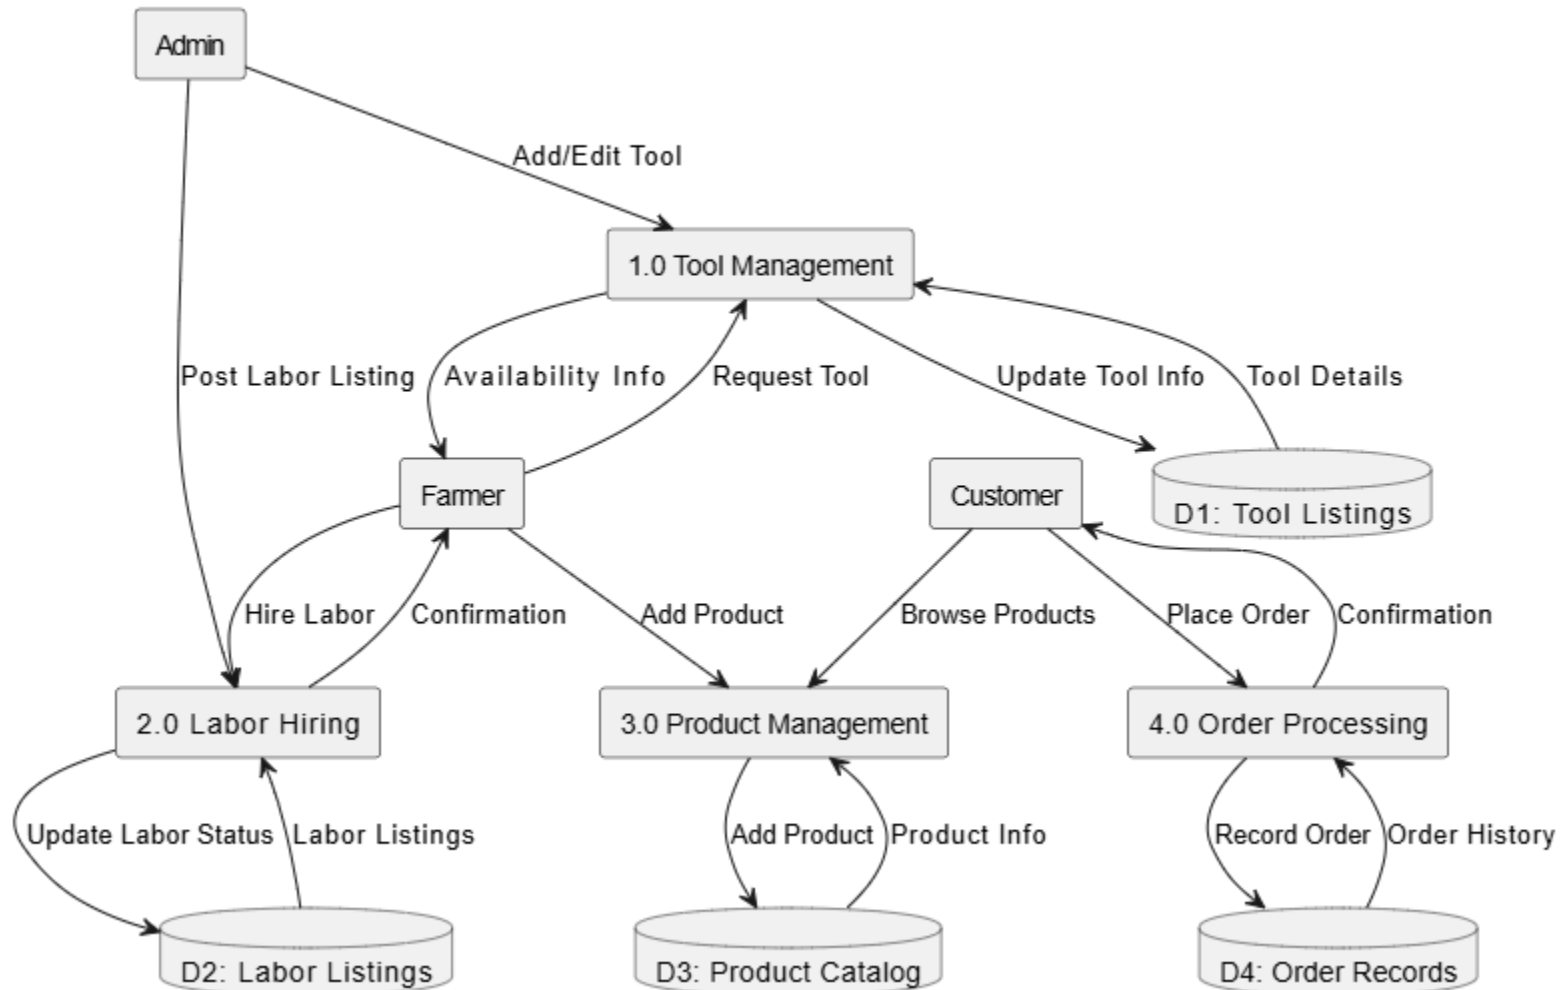 Admin
Add/Edit Tool
1.0 Tool Management
Post Labor Listing
Availability Info
Request Tool
Update Tool Info
Tool Details
Farmer
Customer
D1: Tool Listings
Hire Labor
Confirmation
Add Product
Browse Products
Place Order
Confirmation
2.0 Labor Hiring
3.0 Product Management
4.0 Order Processing
Update Labor Status
Labor Listings
Add Product
Product Info
Record Order
Order History
D2: Labor Listings
D3: Product Catalog
D4: Order Records